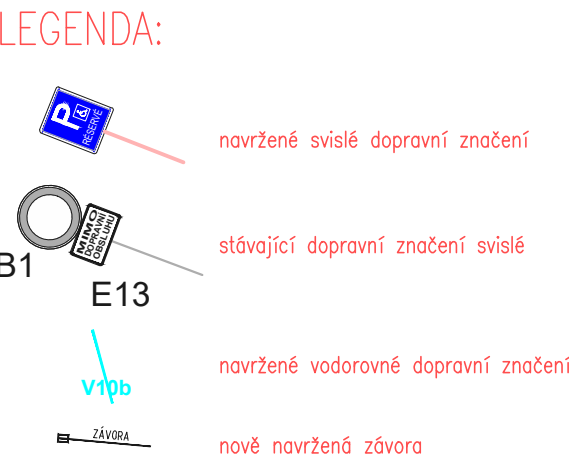 LEGENDA:
P
RÉSERVÉ
navržené svislé dopravní značení
MIMO
DOPRAVNÍ
OBSLUHU
stávající dopravní značení svislé
B1
E13
navržené vodorovné dopravní značení
V10b
ZÁVORA
nově navržená závora